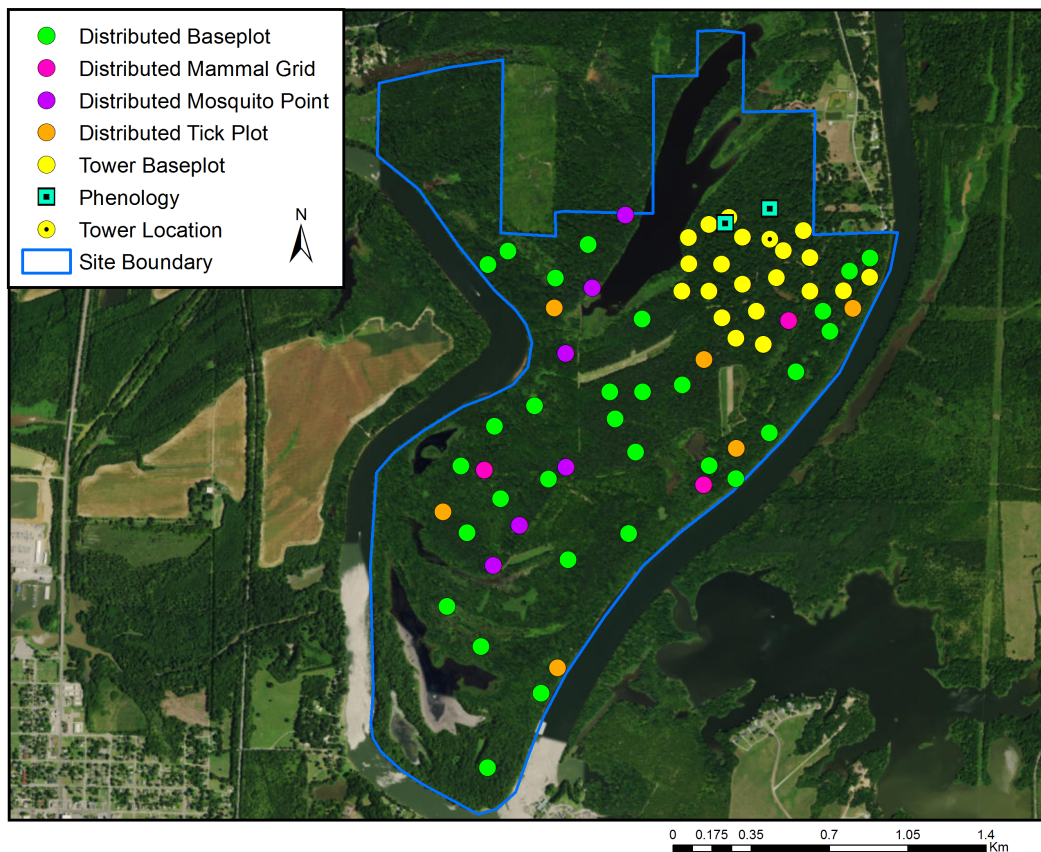 Distributed Baseplot
Distributed Mammal Grid
Distributed Mosquito Point
Distributed Tick Plot
Tower Baseplot
Phenology
Tower Location
Site Boundary
N
0 0.175 0.35 0.7 1.05 1.4
Km